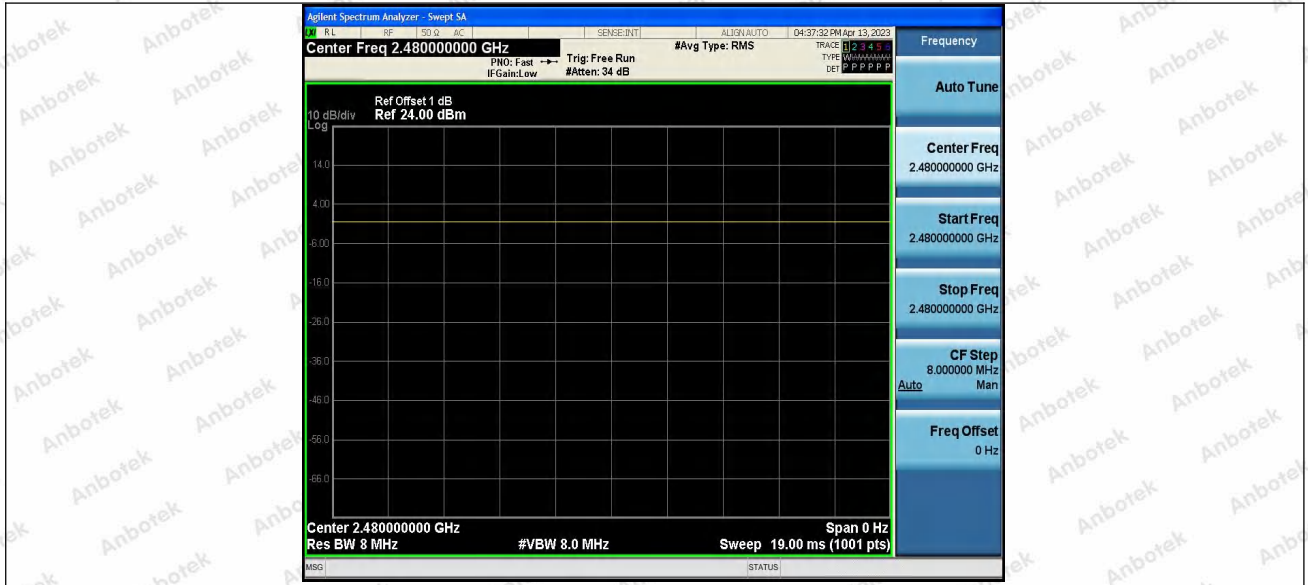 Agilent Spectrum Analyzer - Swept SA
RL RF 50 Ω AC SENSE:INT ALIGN AUTO 04:37:32 PM Apr 13, 2023
Center Freq 2.480000000 GHz
PNO: Fast
IFGain:Low
Trig: Free Run
#Atten: 34 dB
#Avg Type: RMS
TRACE 1 2 3 4 5 6
TYPE
DET P P P P P P
Ref Offset 1 dB
10 dB/div Ref 24.00 dBm
Log
14.0
4.00
-6.00
-16.0
-26.0
-36.0
-46.0
-56.0
-66.0
Center 2.480000000 GHz Span 0 Hz
Res BW 8 MHz #VBW 8.0 MHz Sweep 19.00 ms (1001 pts)
MSG STATUS
Frequency
Auto Tune
Center Freq
2.480000000 GHz
Start Freq
2.480000000 GHz
Stop Freq
2.480000000 GHz
CF Step
8.000000 MHz
Auto Man
Freq Offset
0 Hz
Anbotek